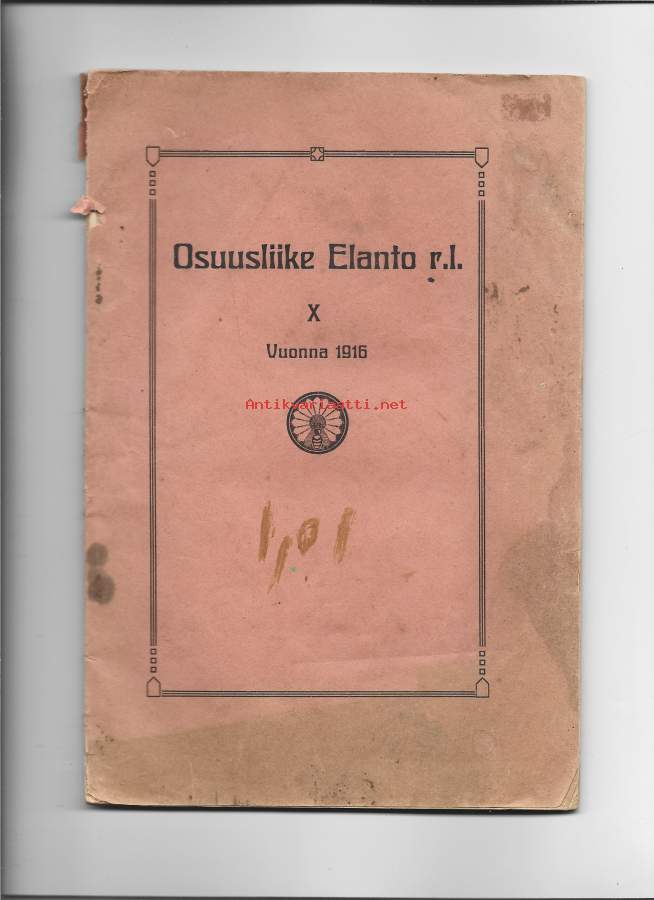 Osuusliike Elanto r.l.
X
Vuonna 1916
Antikvariaatti.net
1,01